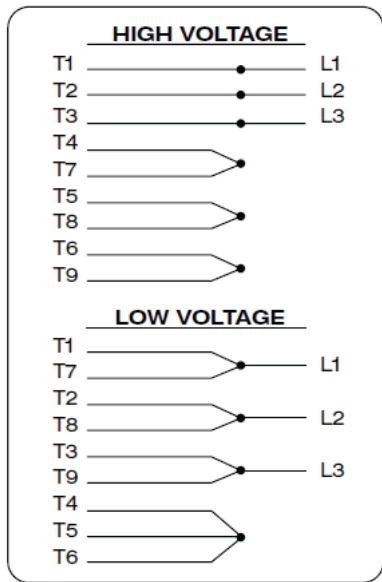 HIGH VOLTAGE
T1 L1
T2 L2
T3 L3
T4
T7
T5
T8
T6
T9
LOW VOLTAGE
T1
L1
T7
T2
L2
T8
T3
L3
T9
T4
T5
T6